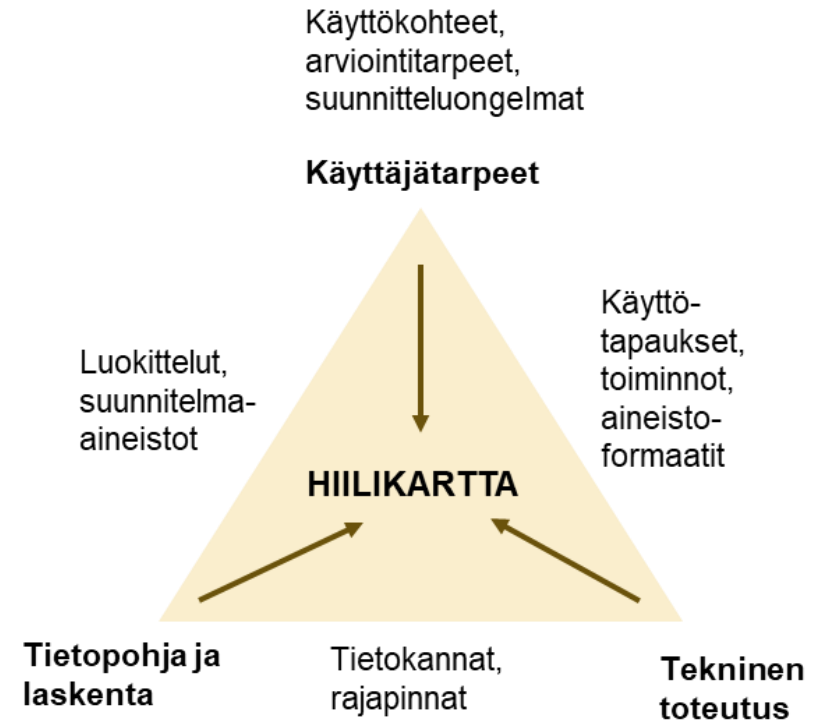 Käyttökohteet,
arviointitarpeet,
suunnitteluongelmat
Käyttäjätarpeet
Luokittelut,
suunnitelma-
aineistot
Käyttö-
tapaukset,
toiminnot,
aineisto-
formaatit
HIILIKARTTA
Tietopohja ja
laskenta
Tietokannat,
rajapinnat
Tekninen
toteutus